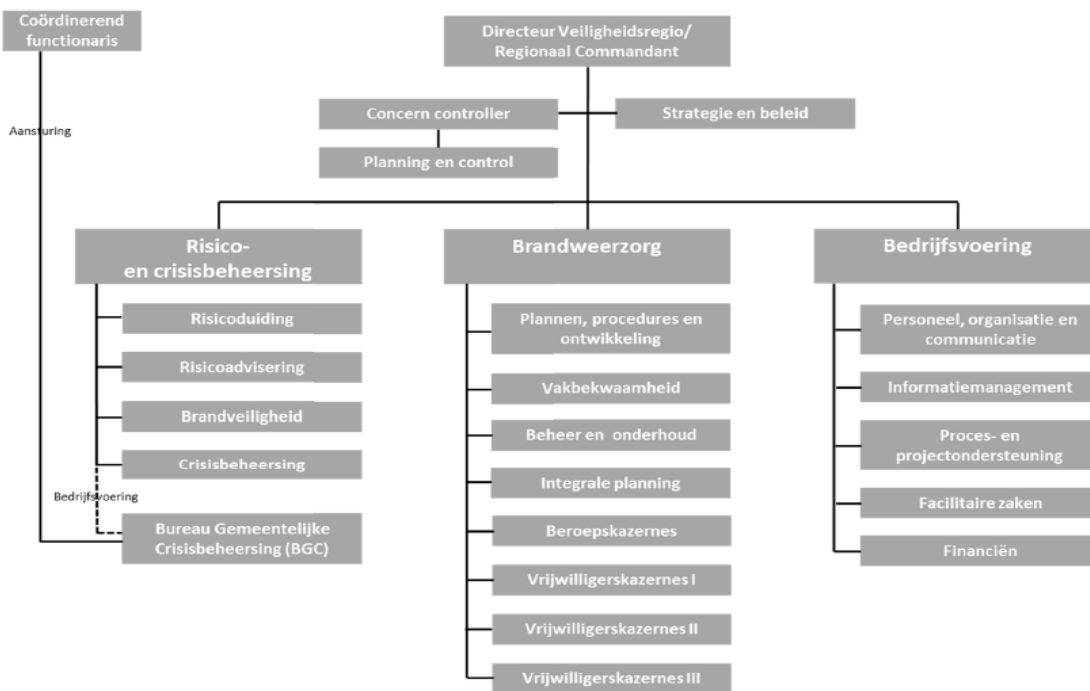 Coördinerend
functionaris
Directeur Veiligheidsregio/
Regionaal Commandant
Concern controller
Strategie en beleid
Aansturing
Planning en control
Risico-
en crisisbeheersing
Brandweerzorg
Bedrijfsvoering
Risicoduiding
Risicoadvisering
Brandveiligheid
Crisisbeheersing
Bedrijfsvoering
Bureau Gemeentelijke
Crisisbeheersing (BGC)
Plannen, procedures en
ontwikkeling
Vakbekwaamheid
Beheer en onderhoud
Integrale planning
Beroepskazernes
Vrijwilligerskazernes I
Vrijwilligerskazernes II
Vrijwilligerskazernes III
Personeel, organisatie en
communicatie
Informatiemanagement
Proces- en
projectondersteuning
Facilitaire zaken
Financiën